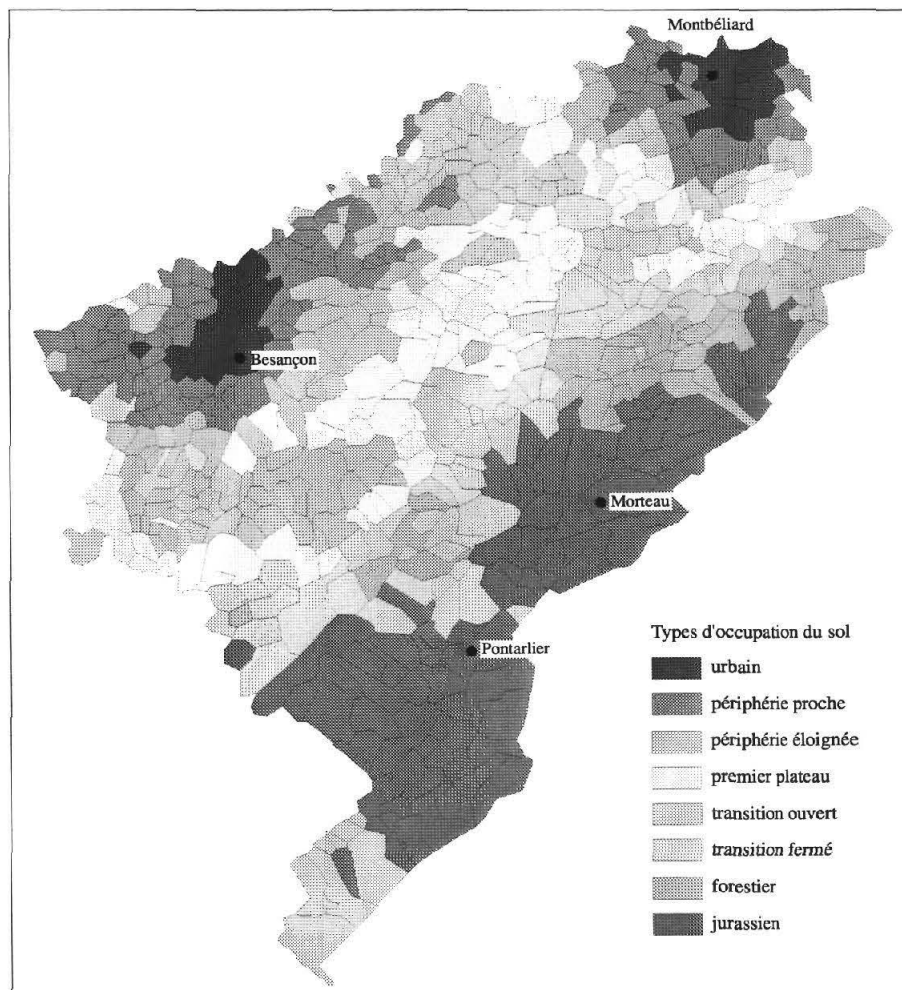 Montbéliard
Besançon
Morteau
Pontarlier
Types d'occupation du sol
urbain
périphérie proche
périphérie éloignée
premier plateau
transition ouvert
transition fermé
forestier
jurassien